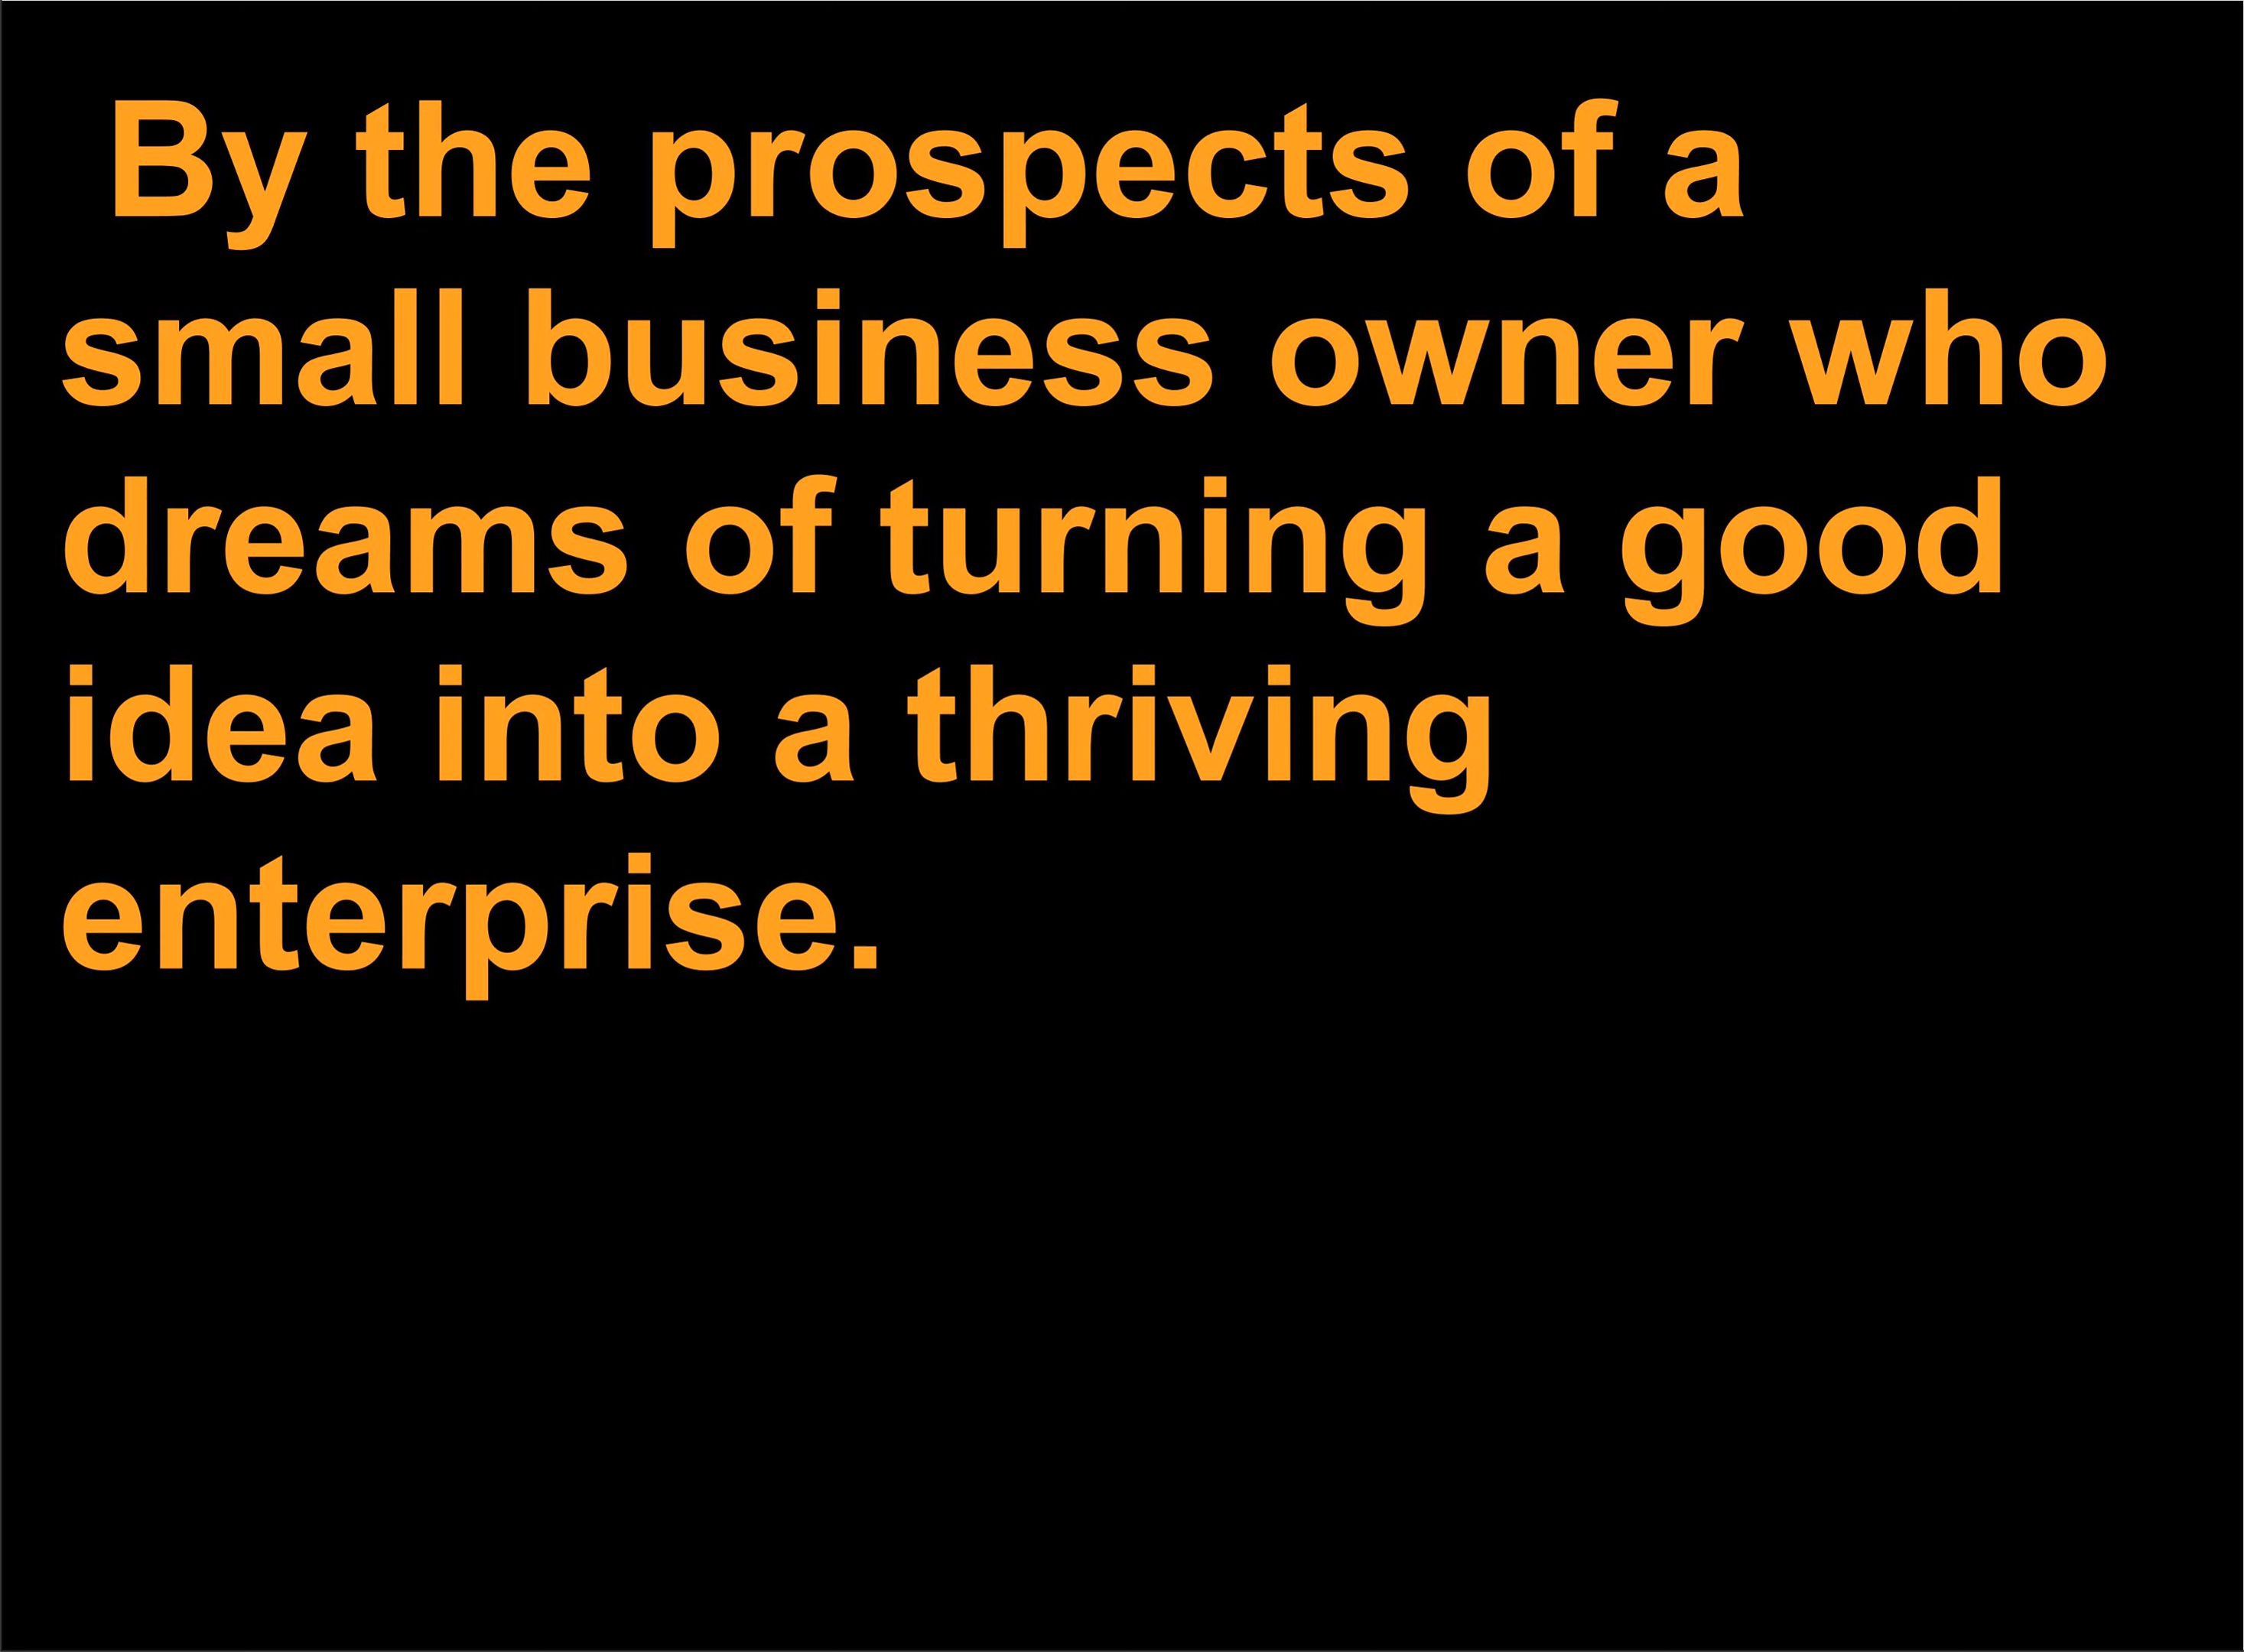 By the prospects of a
small business owner who
dreams of turning a good
idea into a thriving
enterprise.